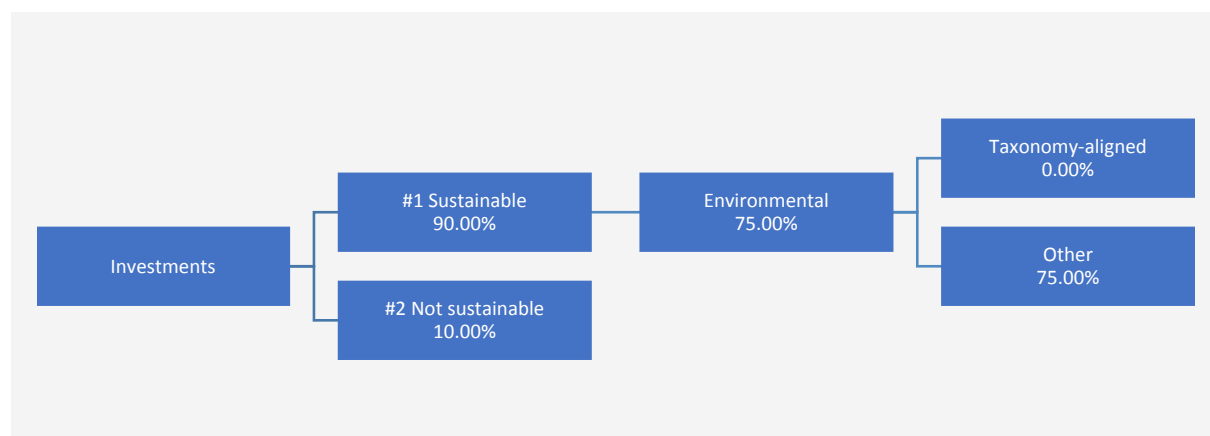 Investments
#1 Sustainable
90.00%
#2 Not sustainable
10.00%
Environmental
75.00%
Taxonomy-aligned
0.00%
Other
75.00%